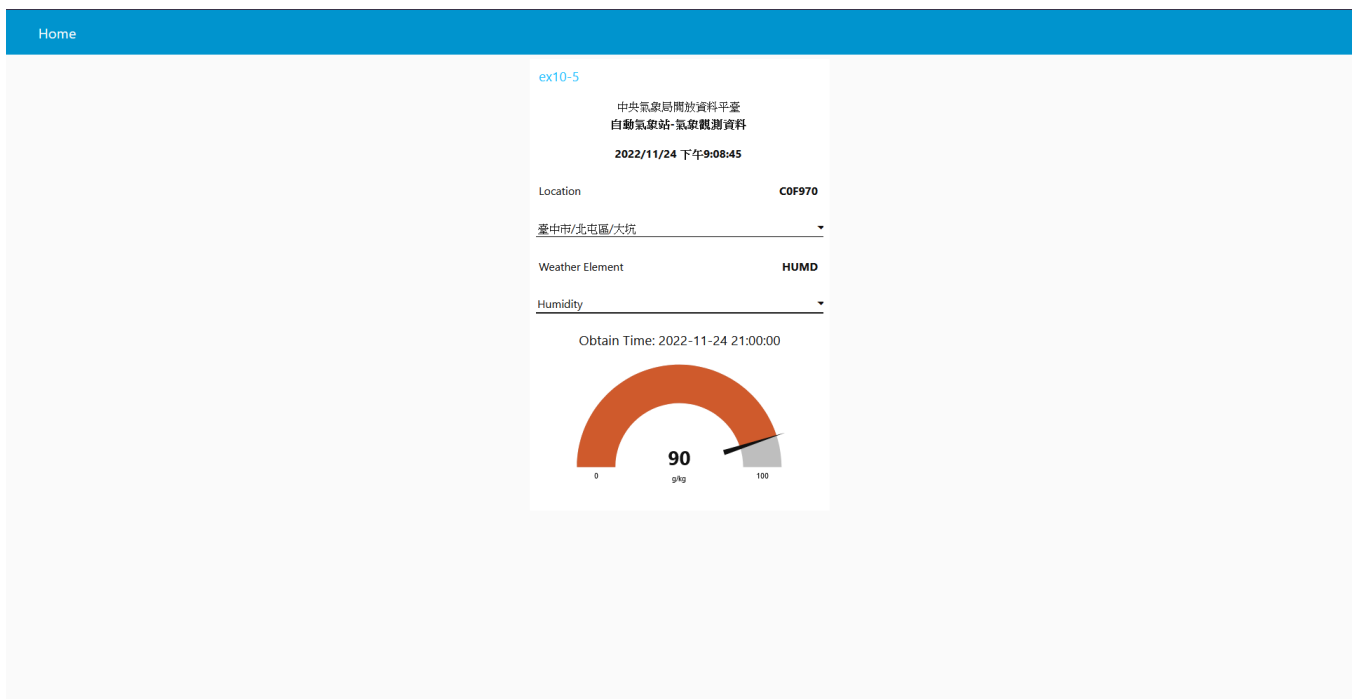 Home
ex10-5
中央氣象局開放資料平臺
自動氣象站-氣象觀測資料
2022/11/24 下午9:08:45
Location C0F970
臺中市/北屯區/大坑
Weather Element HUMD
Humidity
Obtain Time: 2022-11-24 21:00:00
90
0 g/kg 100